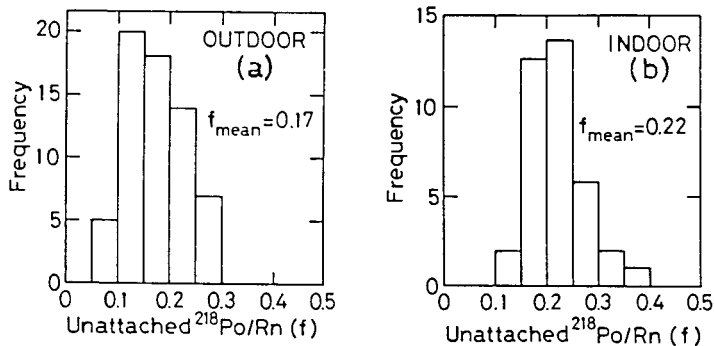 Frequency
20
15
10
5
0
OUTDOOR
(a)
f_mean=0.17
0 0.1 0.2 0.3 0.4 0.5
Unattached ²¹⁸Po/Rn (f)
Frequency
15
10
5
0
INDOOR
(b)
f_mean=0.22
0 0.1 0.2 0.3 0.4 0.5
Unattached ²¹⁸Po/Rn (f)